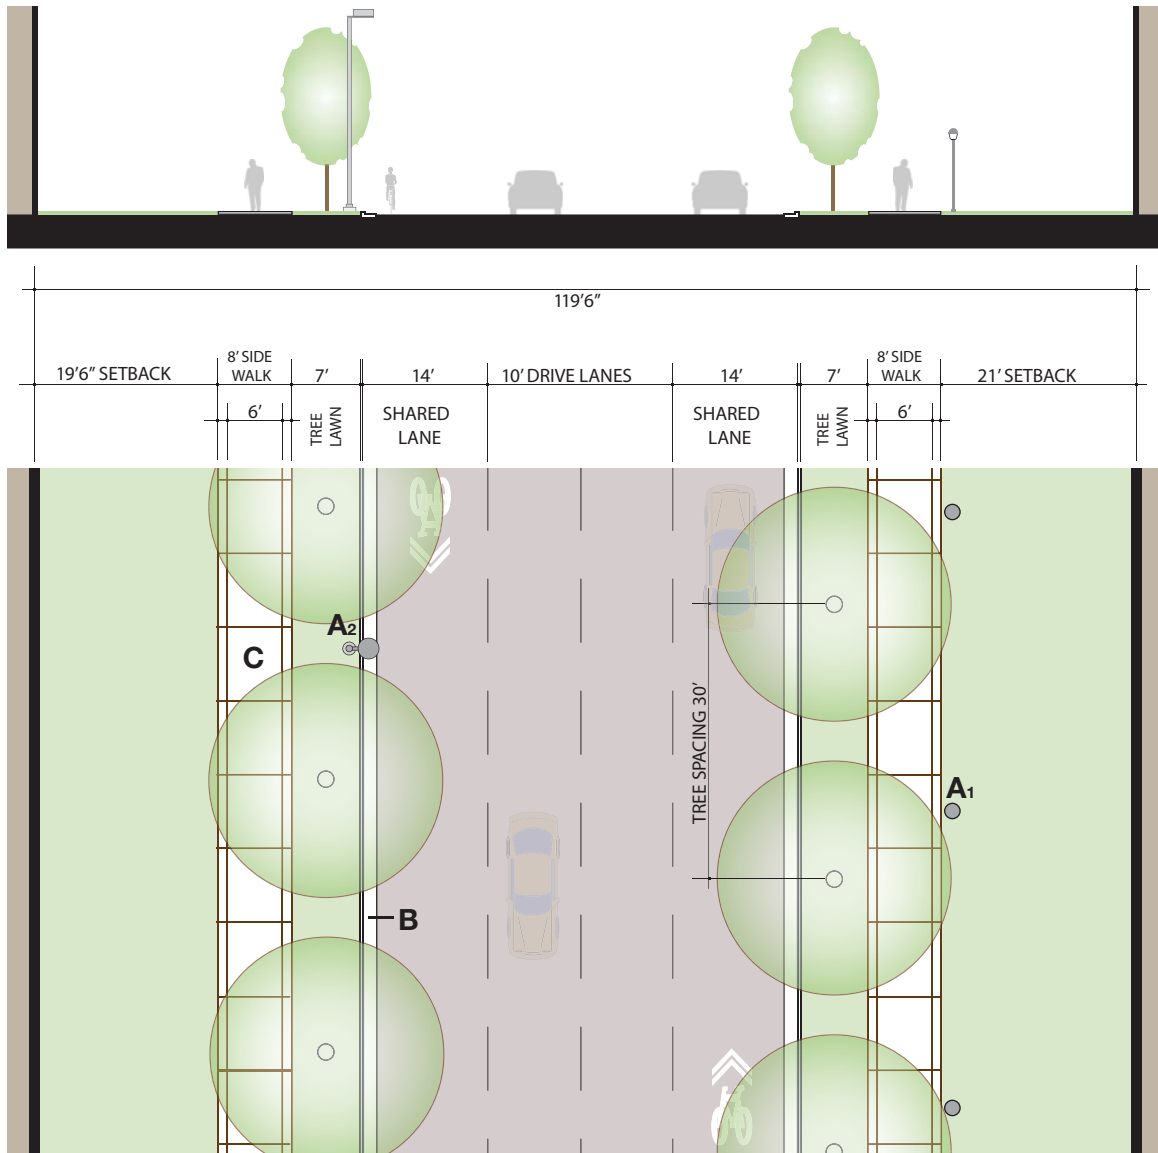 119’6”
19’6” SETBACK
8’ SIDE
WALK
7’
14’
10’ DRIVE LANES
14’
7’
8’ SIDE
WALK
21’ SETBACK
6’
TREE
LAWN
SHARED
LANE
SHARED
LANE
TREE
LAWN
6’
A2
C
TREE SPACING 30’
A1
B